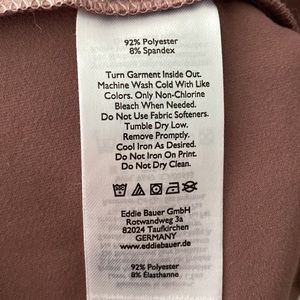 92% Polyester
8% Spandex
Turn Garment Inside Out.
Machine Wash Cold With Like
Colors. Only Non-Chlorine
Bleach When Needed.
Do Not Use Fabric Softeners.
Tumble Dry Low.
Remove Promptly.
Cool Iron As Desired.
Do Not Iron On Print.
Do Not Dry Clean.
Eddie Bauer GmbH
Rotwandweg 3a
82024 Taufkirchen
GERMANY
www.eddiebauer.de
92% Polyester
8% Élasthanne